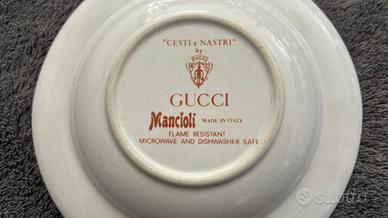 "CESTI e NASTRI"
by
GUCCI
GUCCI
Mancioli MADE IN ITALY
FLAME RESISTANT
MICROWAVE AND DISHWASHER SAFE
subito